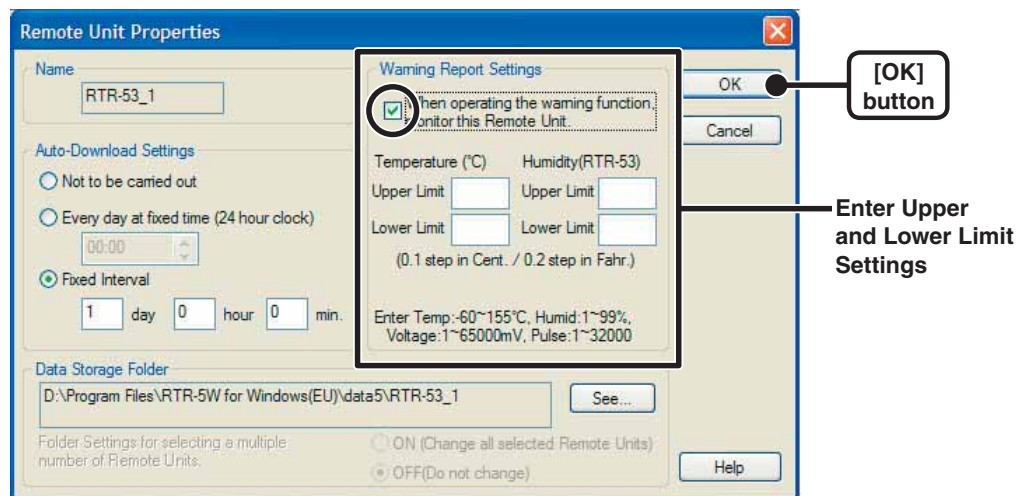 Remote Unit Properties
Name
RTR-53_1
Auto-Download Settings
Not to be carried out
Every day at fixed time (24 hour clock)
00:00
Fixed Interval
1 day 0 hour 0 min.
Warning Report Settings
When operating the warning function,
monitor this Remote Unit.
Temperature (°C) Humidity(RTR-53)
Upper Limit Upper Limit
Lower Limit Lower Limit
(0.1 step in Cent. / 0.2 step in Fahr.)
Enter Temp:-60~155°C, Humid:1~99%,
Voltage:1~65000mV, Pulse:1~32000
OK
Cancel
[OK]
button
Enter Upper
and Lower Limit
Settings
Data Storage Folder
D:\Program Files\RTR-5W for Windows(EU)\data5\RTR-53_1
See...
Folder Settings for selecting a multiple
number of Remote Units.
ON (Change all selected Remote Units)
OFF(Do not change)
Help